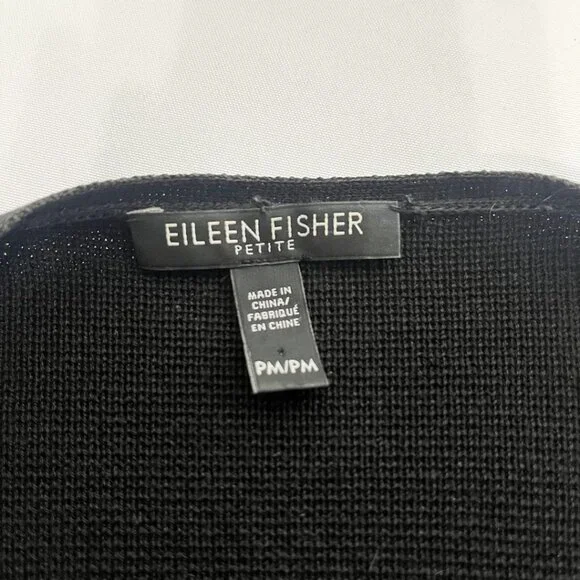 EILEEN FISHER
PETITE
MADE IN
CHINA/
FABRIQUÉ
EN CHINE
PM/PM